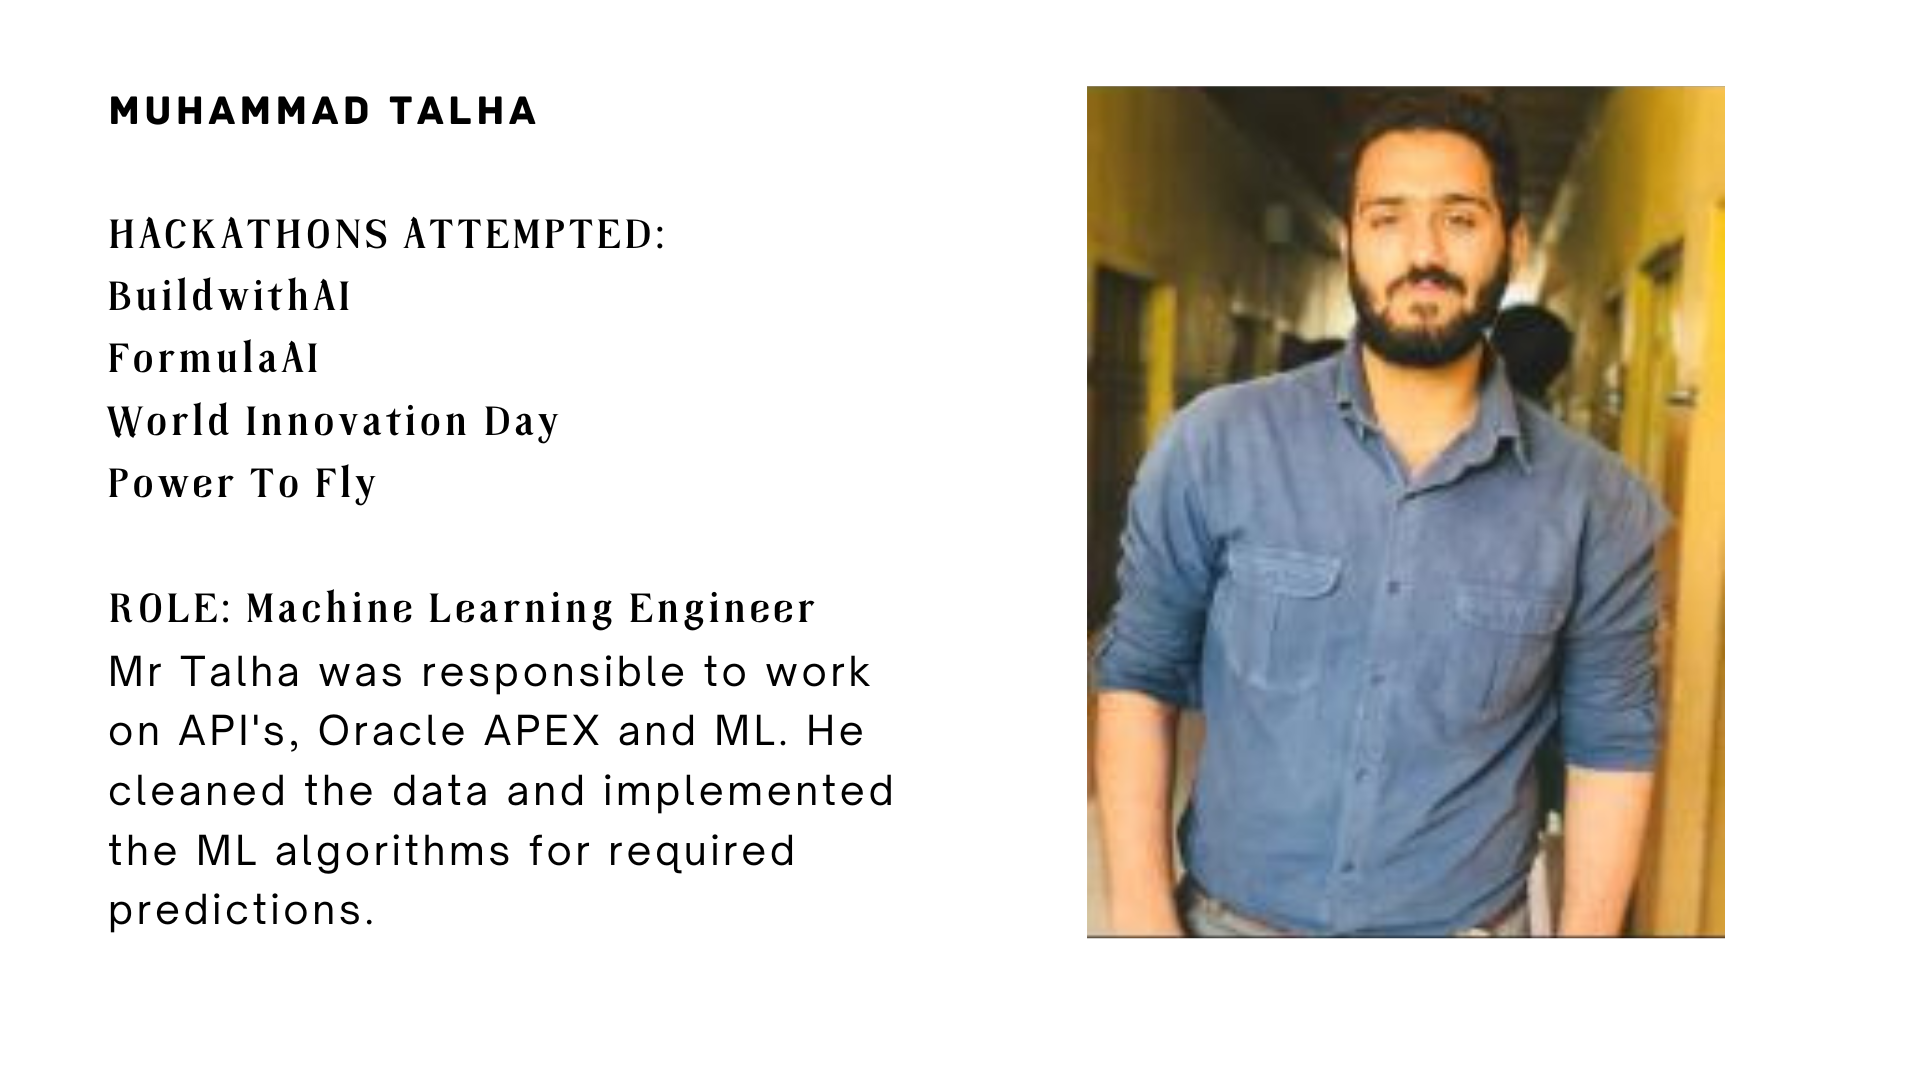 MUHAMMAD TALHA
HACKATHONS ATTEMPTED:
BuildwithAI
FormulaAI
World Innovation Day
Power To Fly
ROLE: Machine Learning Engineer
Mr Talha was responsible to work
on API's, Oracle APEX and ML. He
cleaned the data and implemented
the ML algorithms for required
predictions.